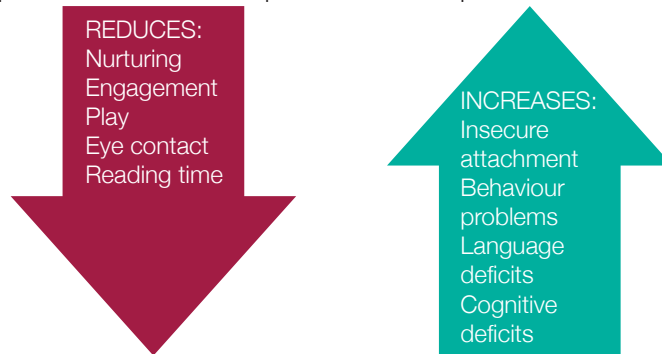 REDUCES:
Nurturing
Engagement
Play
Eye contact
Reading time
INCREASES:
Insecure
attachment
Behaviour
problems
Language
deficits
Cognitive
deficits